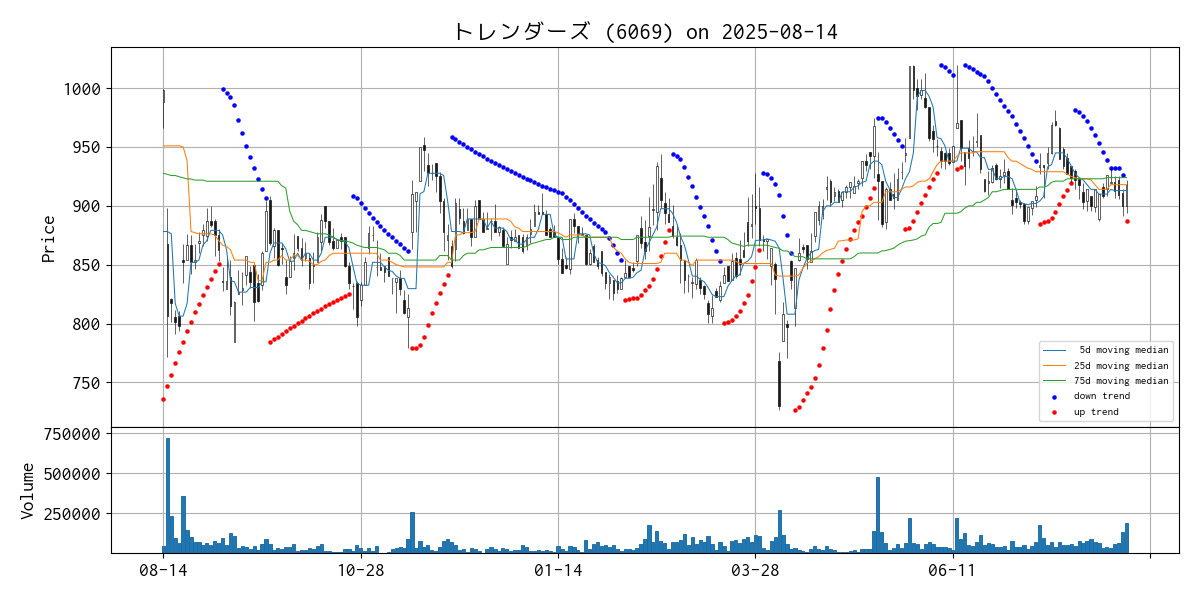 トレンダーズ (6069) on 2025-08-14
1000
950
900
850
800
750
Price
5d moving median
25d moving median
75d moving median
down trend
up trend
750000
500000
250000
Volume
08-14
10-28
01-14
03-28
06-11